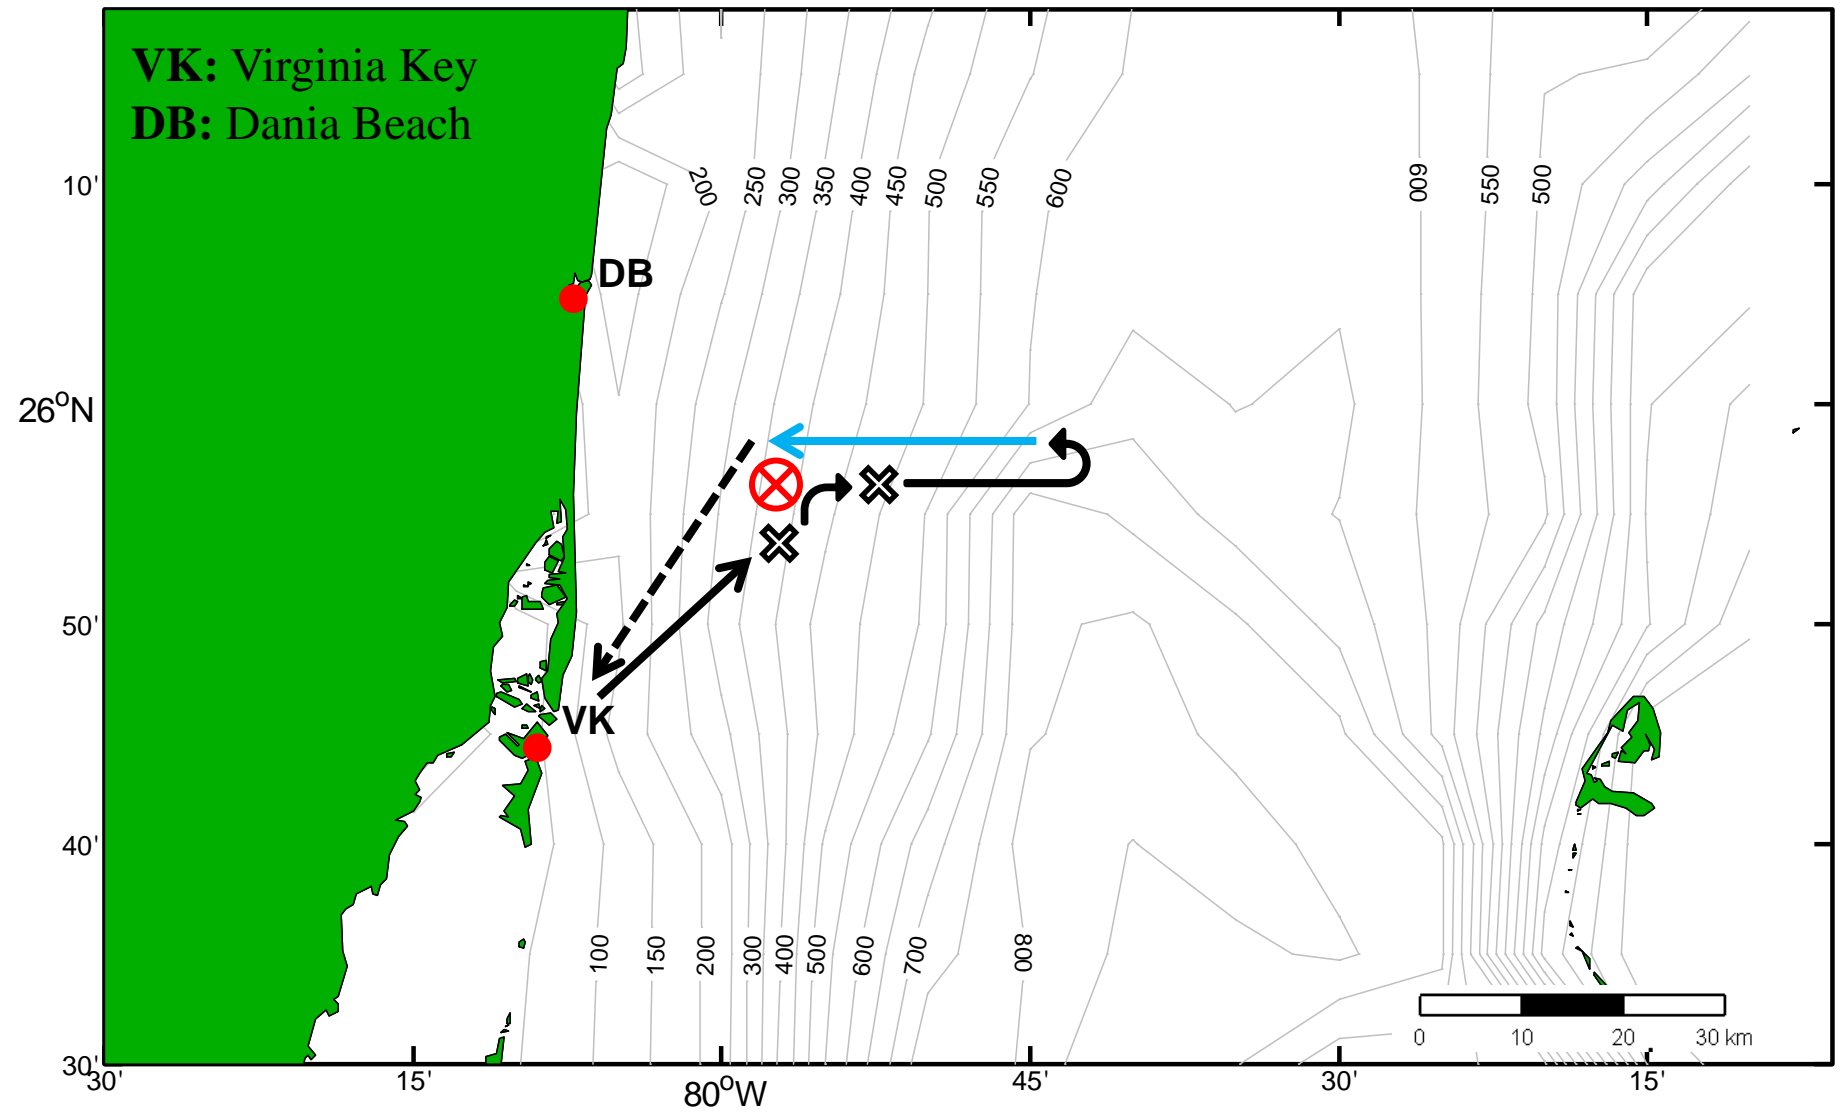 VK: Virginia Key
DB: Dania Beach
200 250 300 350 400 450 500 550 600 600 550 500
10'
DB
26°N
50'
VK
40'
100 150 200 300 400 500 600 700 800
0 10 20 30 km
30'
30' 15' 80°W 45' 30' 15'